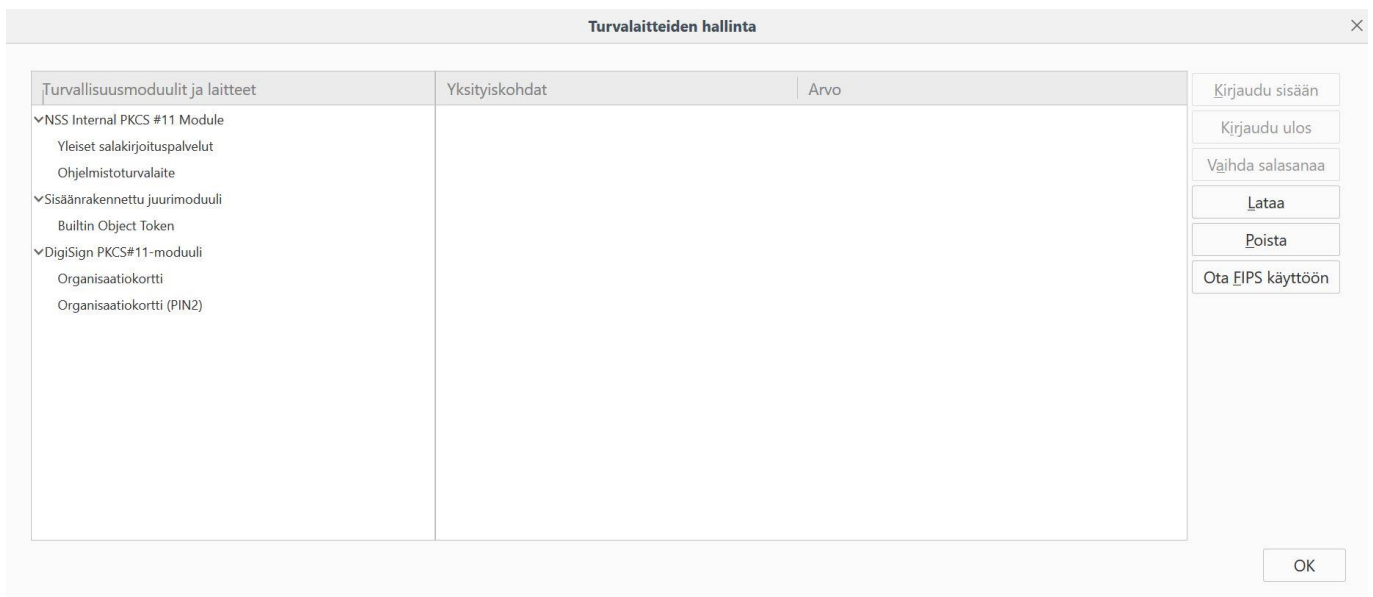 Turvalaitteiden hallinta
Turvallisuusmoduulit ja laitteet
Yksityiskohdat
Arvo
NSS Internal PKCS #11 Module
Yleiset salakirjoituspalvelut
Ohjelmistoturvalaite
Sisäänrakennettu juurimoduuli
Builtin Object Token
DigiSign PKCS#11-moduuli
Organisaatiokortti
Organisaatiokortti (PIN2)
Kirjaudu sisään
Kirjaudu ulos
Vaihda salasanaa
Lataa
Poista
Ota FIPS käyttöön
OK